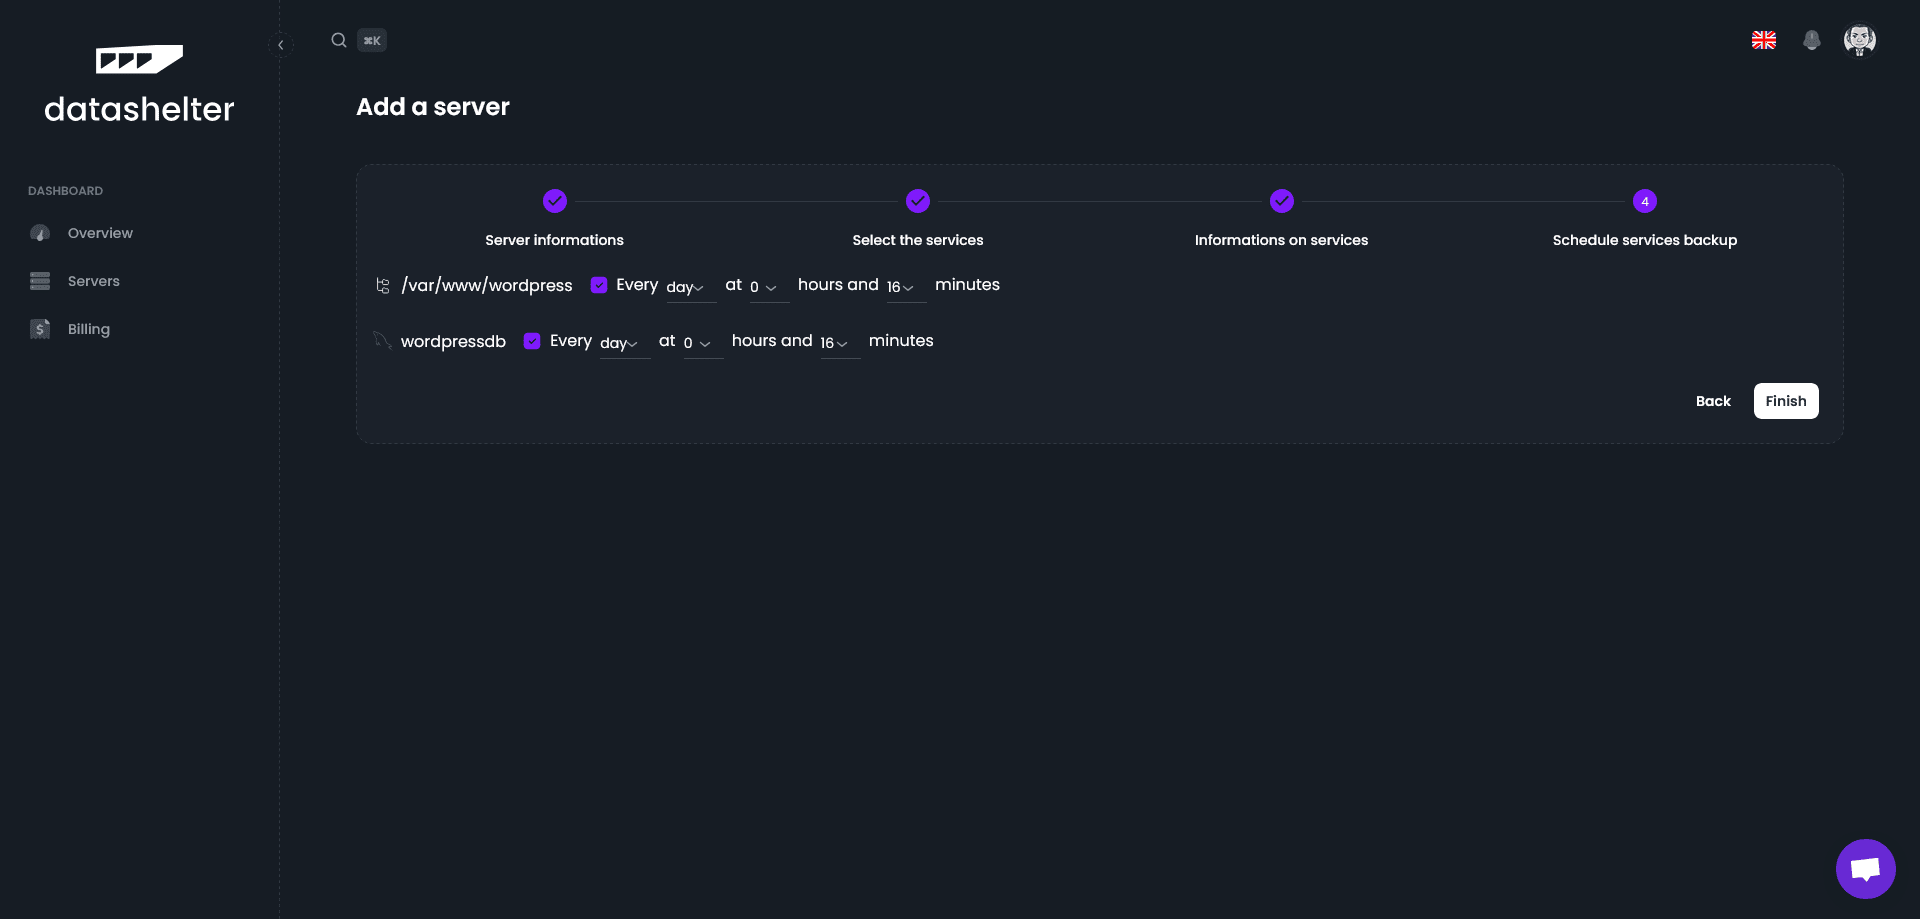 ⌘K
datashelter
Add a server
DASHBOARD
Overview
Servers
Billing
4
Server informations
Select the services
Informations on services
Schedule services backup
/var/www/wordpress Every day at 0 hours and 16 minutes
wordpressdb Every day at 0 hours and 16 minutes
Back Finish